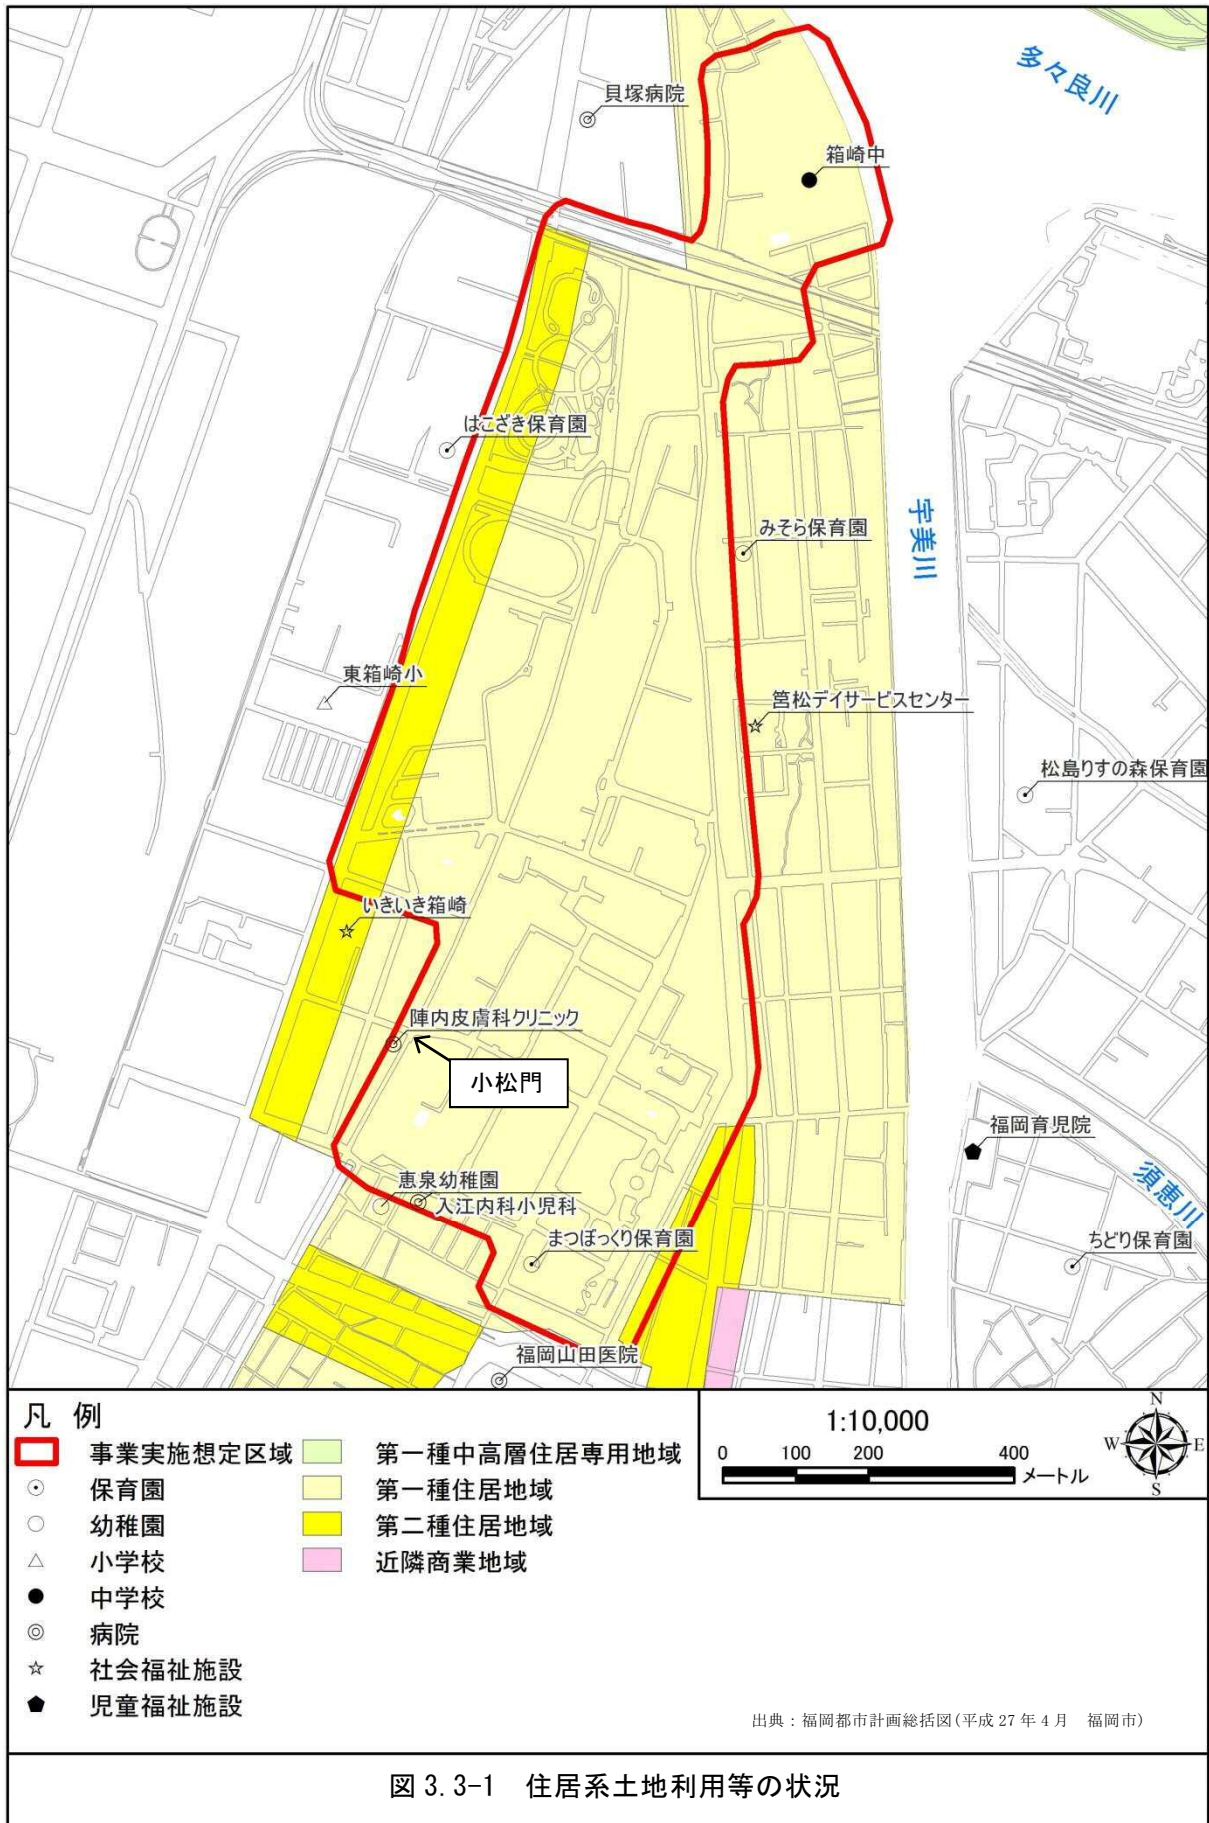 多々良川
貝塚病院
箱崎中
はこざき保育園
宇美川
みそら保育園
東箱崎小
筥松デイサービスセンター
松島りすの森保育園
いきいき箱崎
陣内皮膚科クリニック
小松門
福岡育児院
須恵川
恵泉幼稚園
入江内科小児科
まつぼっくり保育園
ちどり保育園
福岡山田医院
凡 例
事業実施想定区域
保育園
幼稚園
小学校
中学校
病院
社会福祉施設
児童福祉施設
第一種中高層住居専用地域
第一種住居地域
第二種住居地域
近隣商業地域
1:10,000
0 100 200 400
メートル
N
W E
S
出典：福岡都市計画総括図(平成 27 年 4 月 福岡市)
図 3.3-1 住居系土地利用等の状況